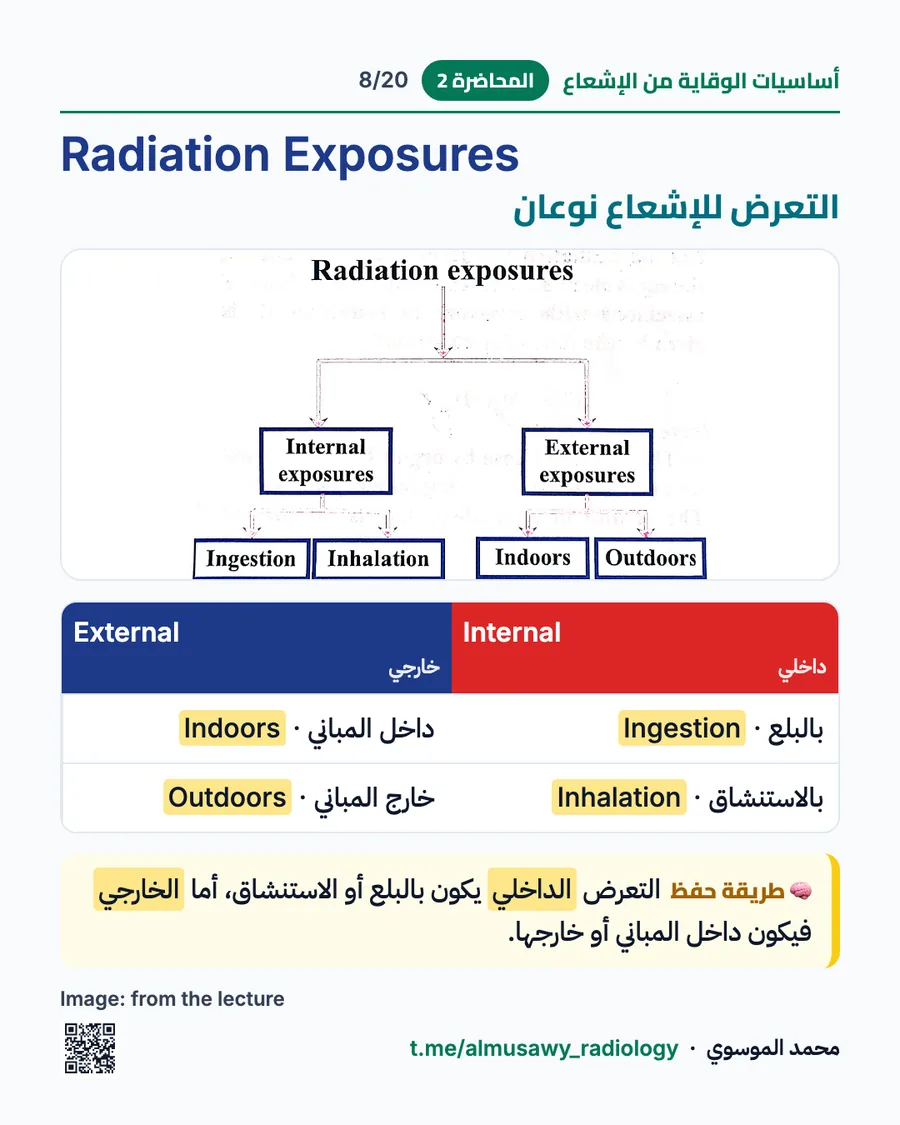 أساسيات الوقاية من الإشعاع المحاضرة 2 8/20
Radiation Exposures
التعرض للإشعاع نوعان
Radiation exposures
Internal exposures
External exposures
Ingestion
Inhalation
Indoors
Outdoors
External خارجي
Internal داخلي
داخل المباني · Indoors
بالبلع · Ingestion
خارج المباني · Outdoors
بالاستنشاق · Inhalation
🧠 طريقة حفظ التعرض الداخلي يكون بالبلع أو الاستنشاق، أما الخارجي
فيكون داخل المباني أو خارجها.
Image: from the lecture
محمد الموسوي · t.me/almusawy_radiology